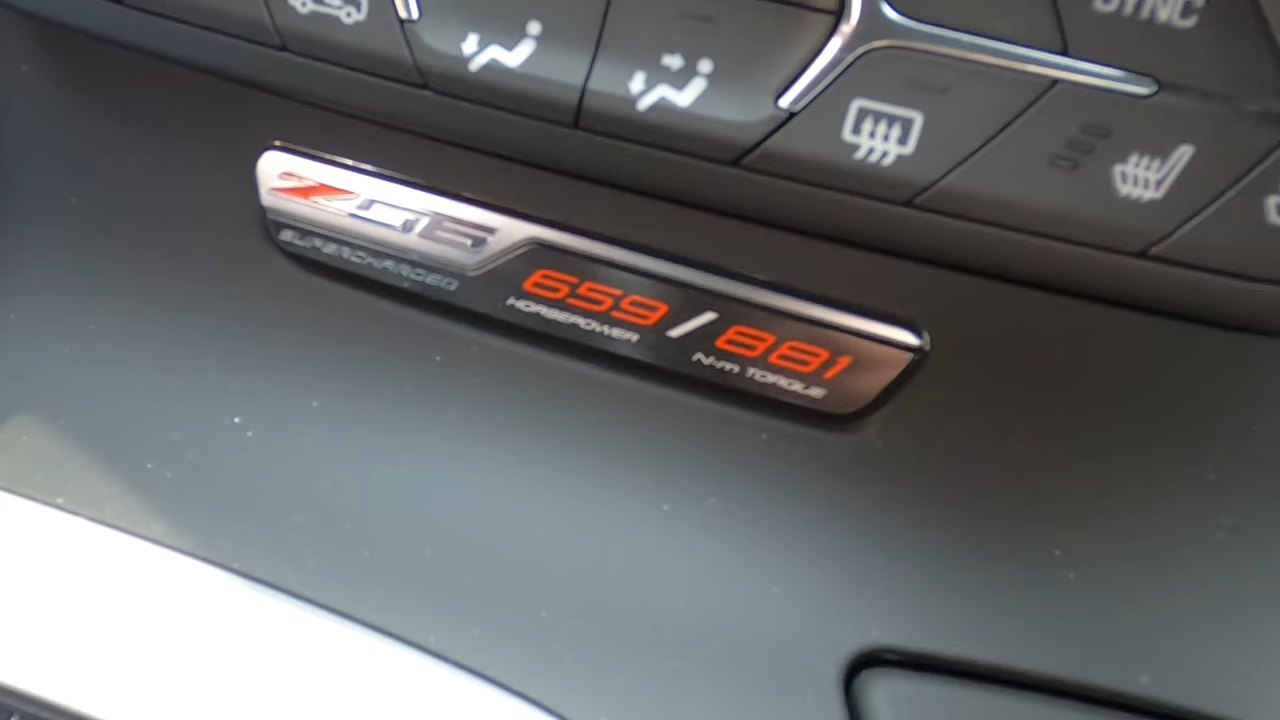 SYNC
Z06
SUPERCHARGED
659 / 881
HORSEPOWER
N·m TORQUE